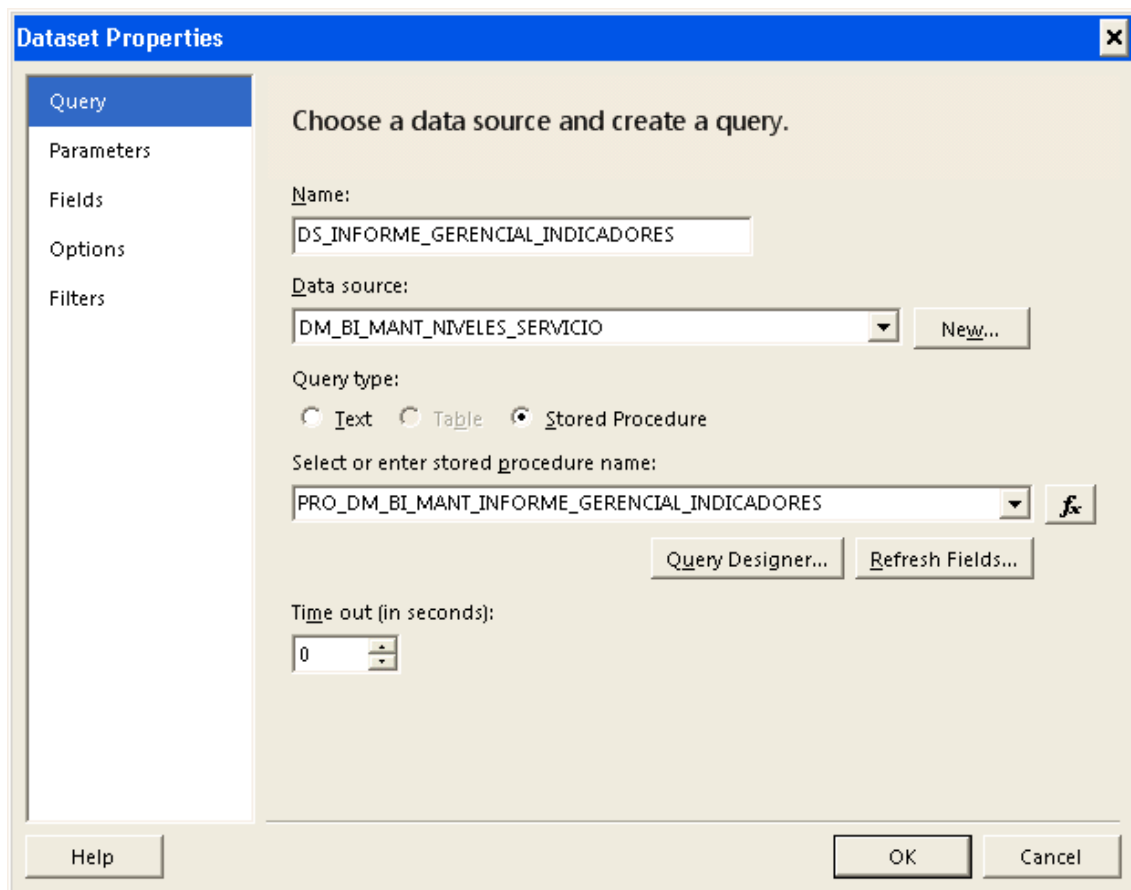 Dataset Properties
Query
Parameters
Fields
Options
Filters
Choose a data source and create a query.
Name:
DS_INFORME_GERENCIAL_INDICADORES
Data source:
DM_BI_MANT_NIVELES_SERVICIO
New...
Query type:
Text Table Stored Procedure
Select or enter stored procedure name:
PRO_DM_BI_MANT_INFORME_GERENCIAL_INDICADORES
fx
Query Designer... Refresh Fields...
Time out (in seconds):
0
Help OK Cancel